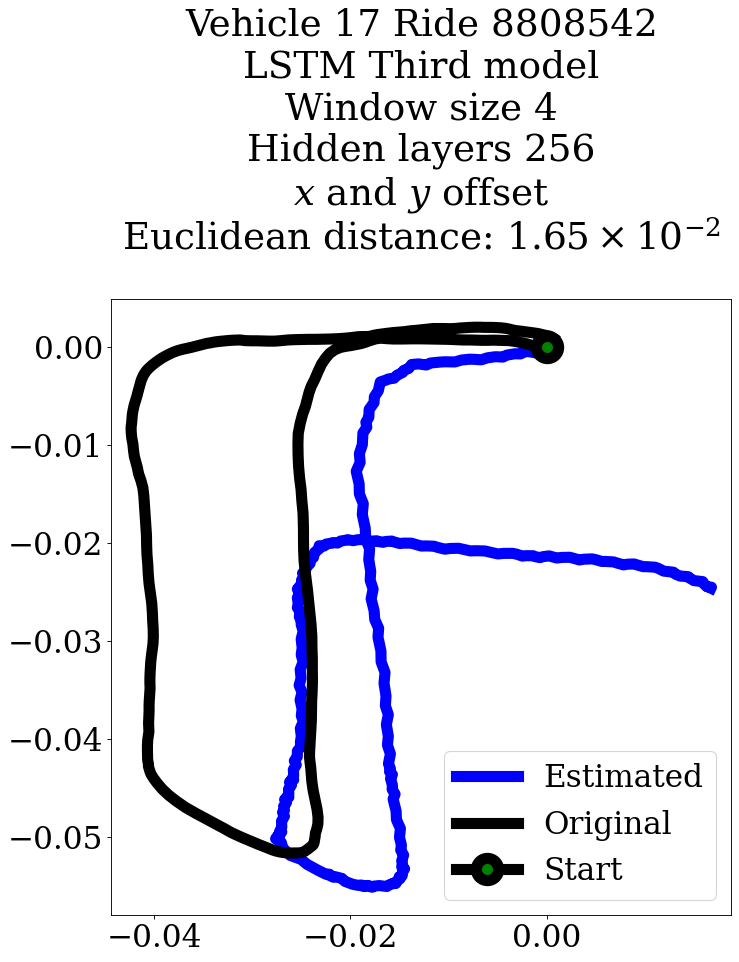 Vehicle 17 Ride 8808542
LSTM Third model
Window size 4
Hidden layers 256
x and y offset
Euclidean distance: 1.65 × 10⁻²
0.00
−0.01
−0.02
−0.03
−0.04
−0.05
Estimated
Original
Start
−0.04 −0.02 0.00